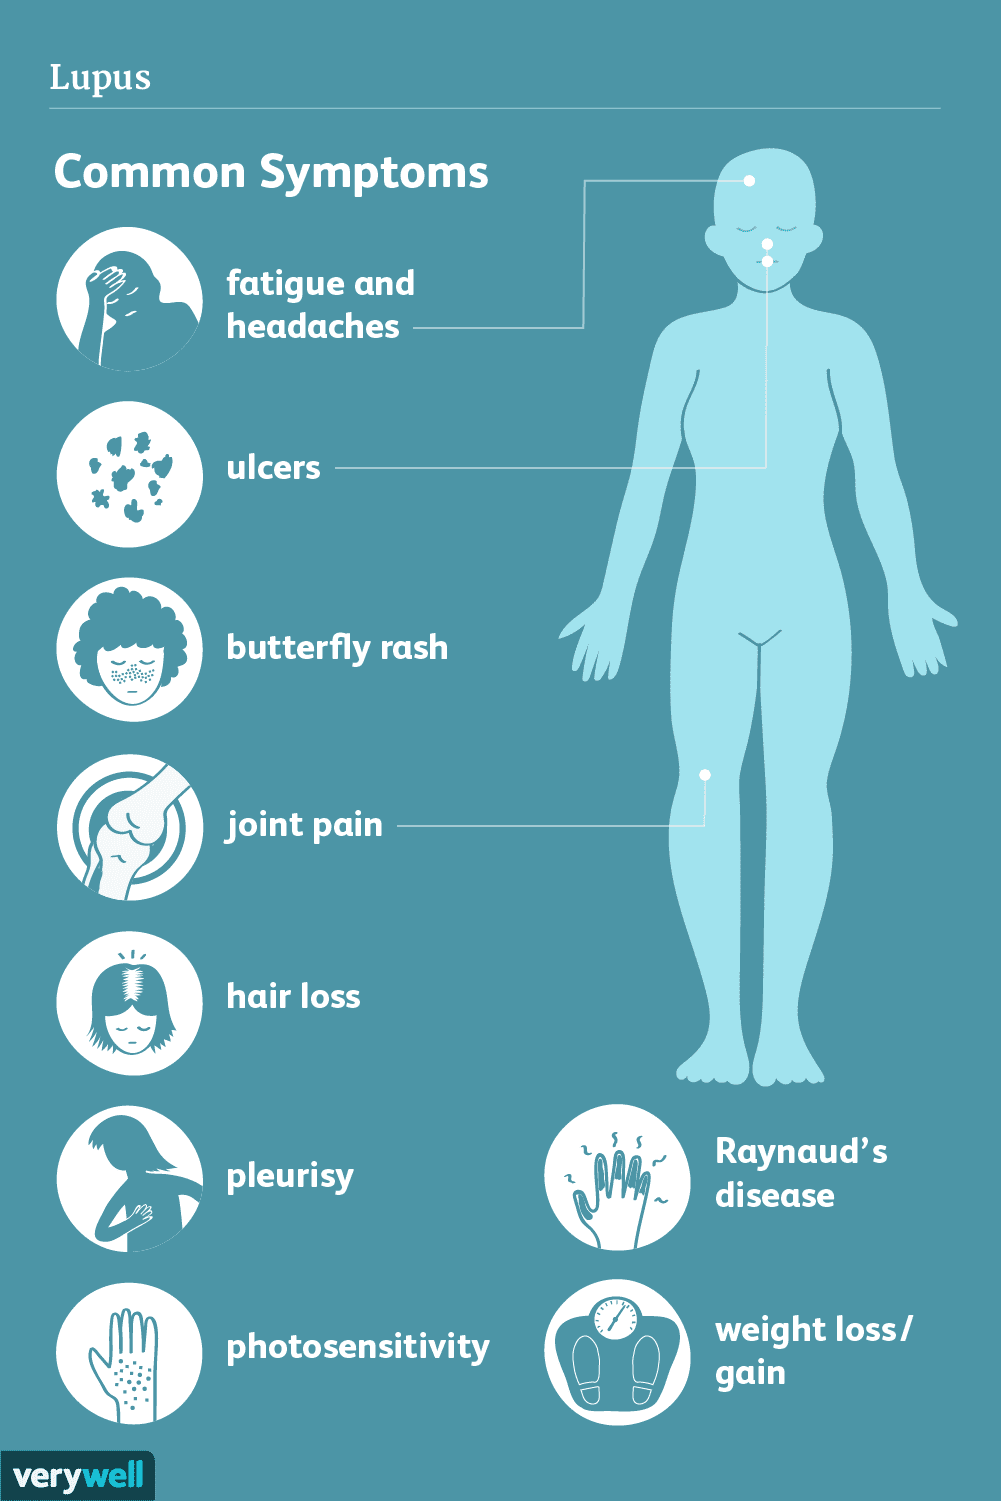 Lupus
Common Symptoms
fatigue and
headaches
ulcers
butterfly rash
joint pain
hair loss
pleurisy
photosensitivity
Raynaud's
disease
weight loss/
gain
verywell